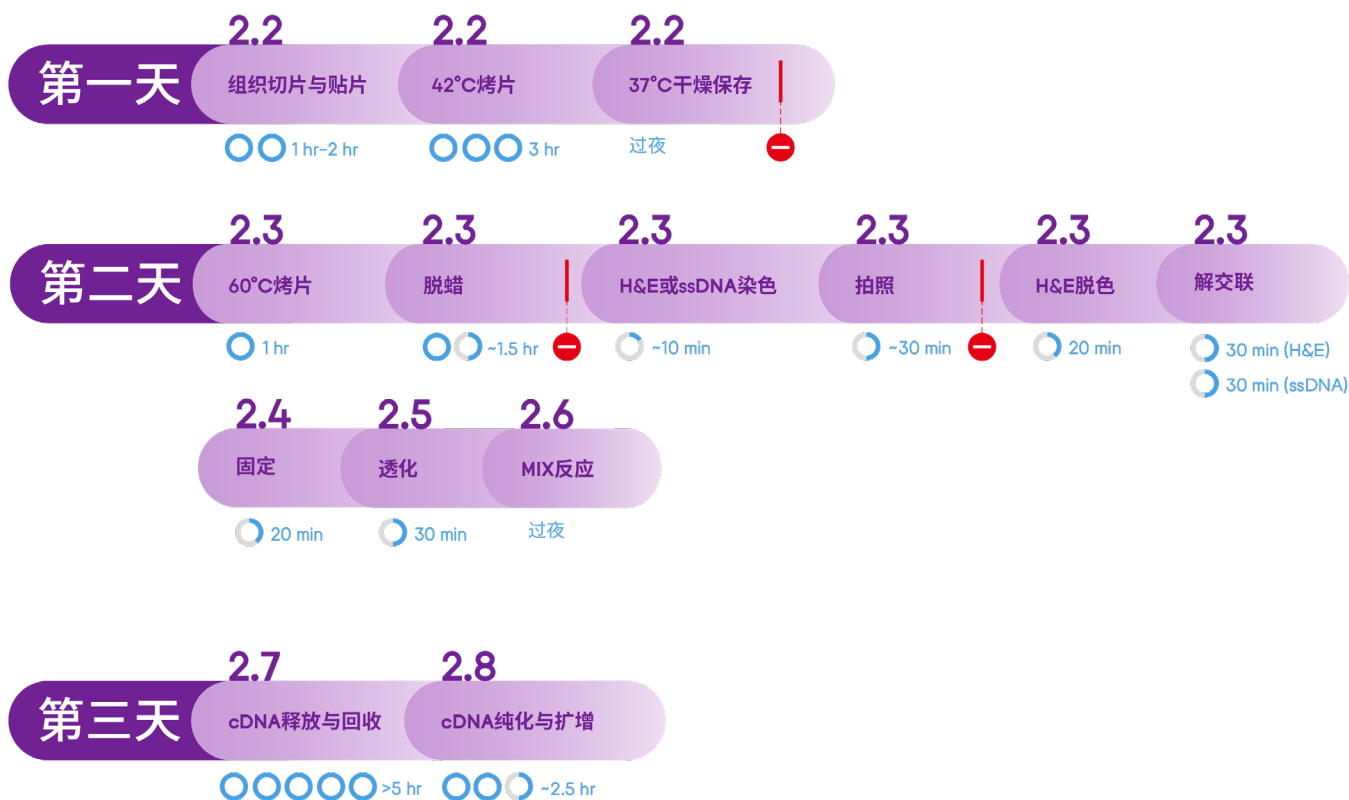 2.2 2.2 2.2
第一天 组织切片与贴片 42°C烤片 37°C干燥保存
1 hr-2 hr 3 hr 过夜
2.3 2.3 2.3 2.3 2.3 2.3
第二天 60°C烤片 脱蜡 H&E或ssDNA染色 拍照 H&E脱色 解交联
1 hr ~1.5 hr ~10 min ~30 min 20 min 30 min (H&E)
30 min (ssDNA)
2.4 2.5 2.6
固定 透化 MIX反应
20 min 30 min 过夜
2.7 2.8
第三天 cDNA释放与回收 cDNA纯化与扩增
>5 hr ~2.5 hr